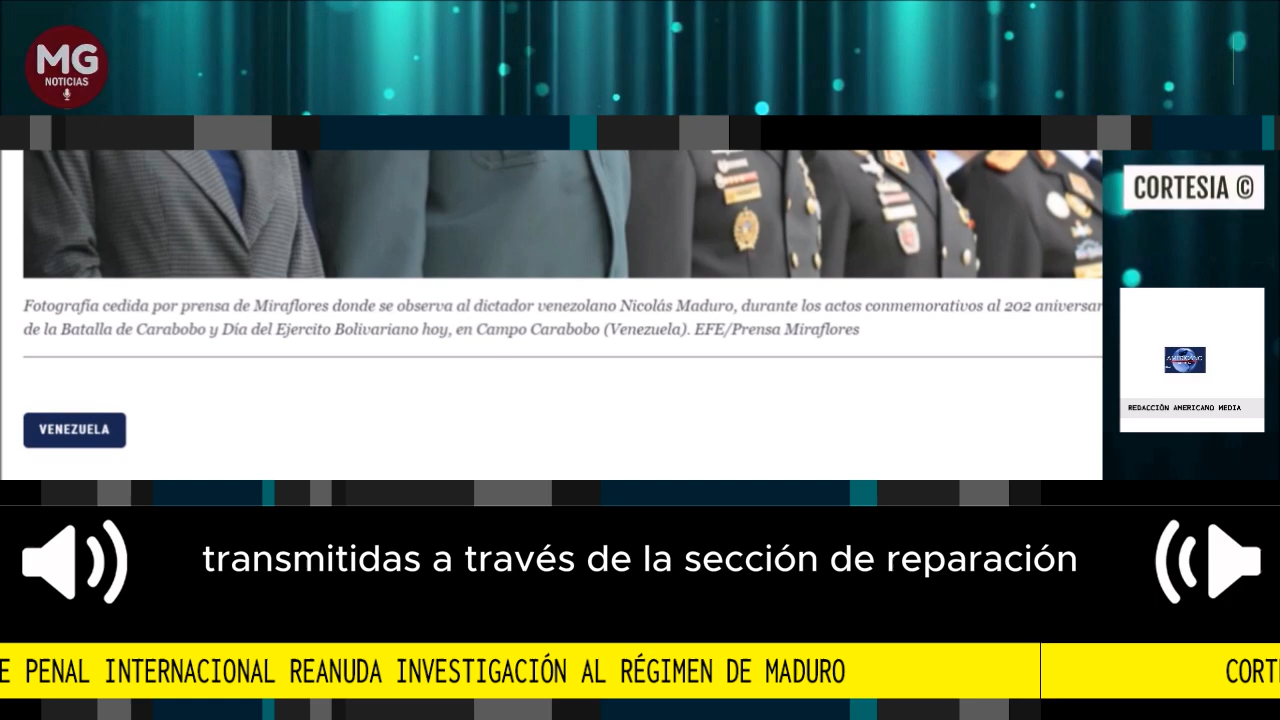 MG
NOTICIAS
CORTESIA ©
Fotografía cedida por prensa de Miraflores donde se observa al dictador venezolano Nicolás Maduro, durante los actos conmemorativos al 202 aniversar
de la Batalla de Carabobo y Día del Ejercito Bolivariano hoy, en Campo Carabobo (Venezuela). EFE/Prensa Miraflores
AMERICANO
REDACCIÓN AMERICANO MEDIA
VENEZUELA
transmitidas a través de la sección de reparación
E PENAL INTERNACIONAL REANUDA INVESTIGACIÓN AL RÉGIMEN DE MADURO
CORT